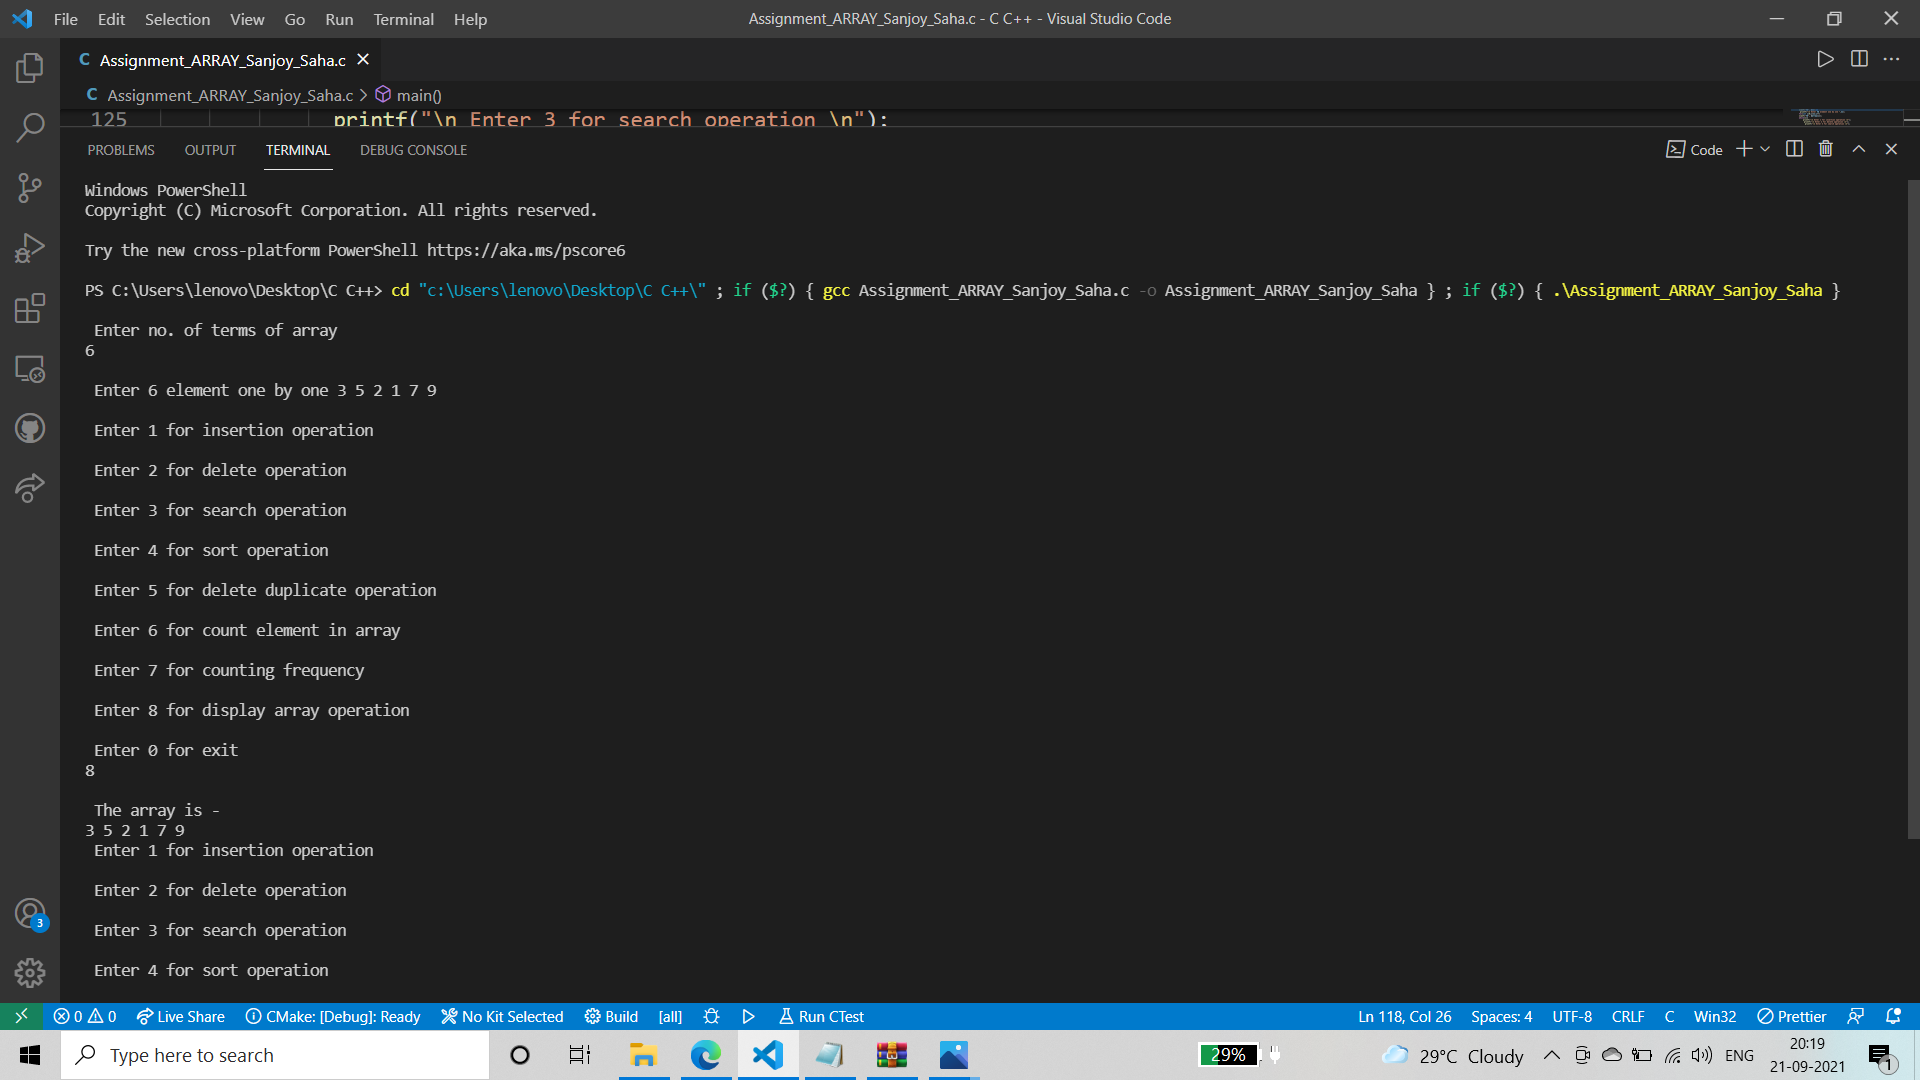 File Edit Selection View Go Run Terminal Help
Assignment_ARRAY_Sanjoy_Saha.c - C C++ - Visual Studio Code
C Assignment_ARRAY_Sanjoy_Saha.c
C Assignment_ARRAY_Sanjoy_Saha.c > main()
125 printf("\n Enter 3 for search operation \n");
PROBLEMS OUTPUT TERMINAL DEBUG CONSOLE
Code
Windows PowerShell
Copyright (C) Microsoft Corporation. All rights reserved.
Try the new cross-platform PowerShell https://aka.ms/pscore6
PS C:\Users\lenovo\Desktop\C C++> cd "c:\Users\lenovo\Desktop\C C++\" ; if ($?) { gcc Assignment_ARRAY_Sanjoy_Saha.c -o Assignment_ARRAY_Sanjoy_Saha } ; if ($?) { .\Assignment_ARRAY_Sanjoy_Saha }
Enter no. of terms of array
6
Enter 6 element one by one 3 5 2 1 7 9
Enter 1 for insertion operation
Enter 2 for delete operation
Enter 3 for search operation
Enter 4 for sort operation
Enter 5 for delete duplicate operation
Enter 6 for count element in array
Enter 7 for counting frequency
Enter 8 for display array operation
Enter 0 for exit
8
The array is -
3 5 2 1 7 9
Enter 1 for insertion operation
Enter 2 for delete operation
Enter 3 for search operation
Enter 4 for sort operation
3
0 0 Live Share CMake: [Debug]: Ready No Kit Selected Build [all] Run CTest
Ln 118, Col 26 Spaces: 4 UTF-8 CRLF C Win32 Prettier
Type here to search
29%
29°C Cloudy
ENG
20:19
21-09-2021
1